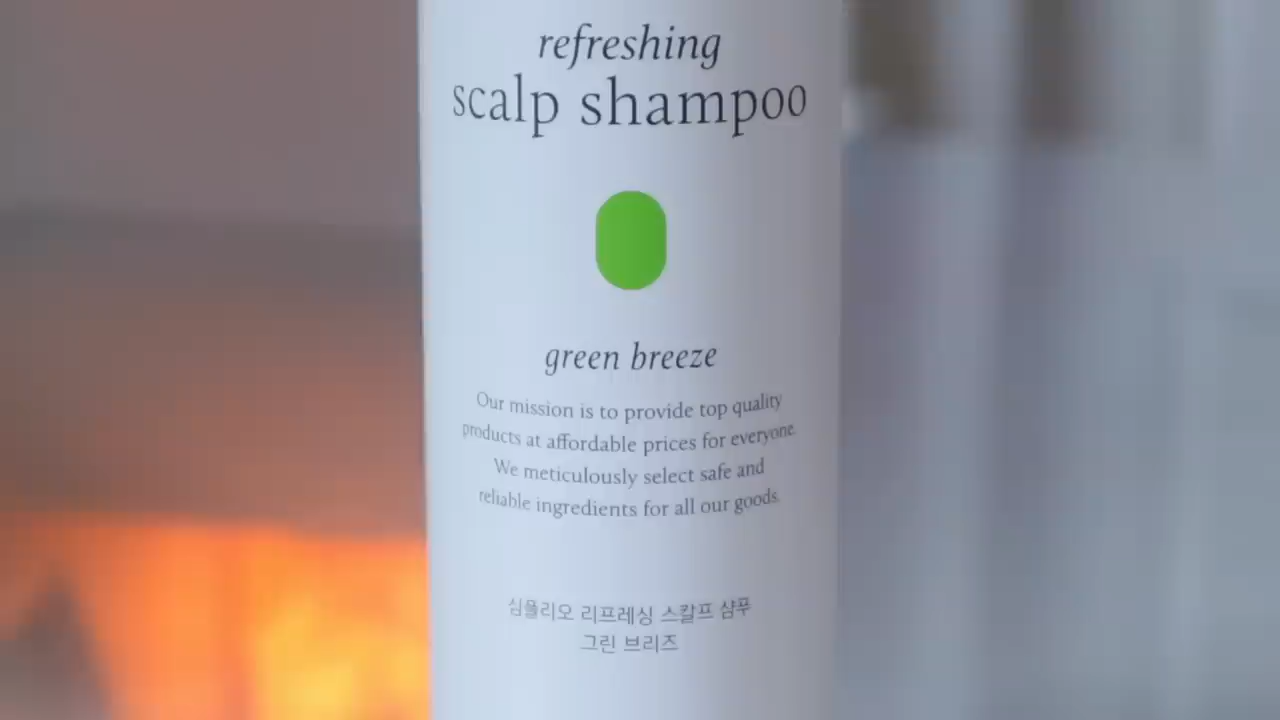 refreshing
scalp shampoo
green breeze
Our mission is to provide top quality
products at affordable prices for everyone.
We meticulously select safe and
reliable ingredients for all our goods.
심플리오 리프레싱 스칼프 샴푸
그린 브리즈